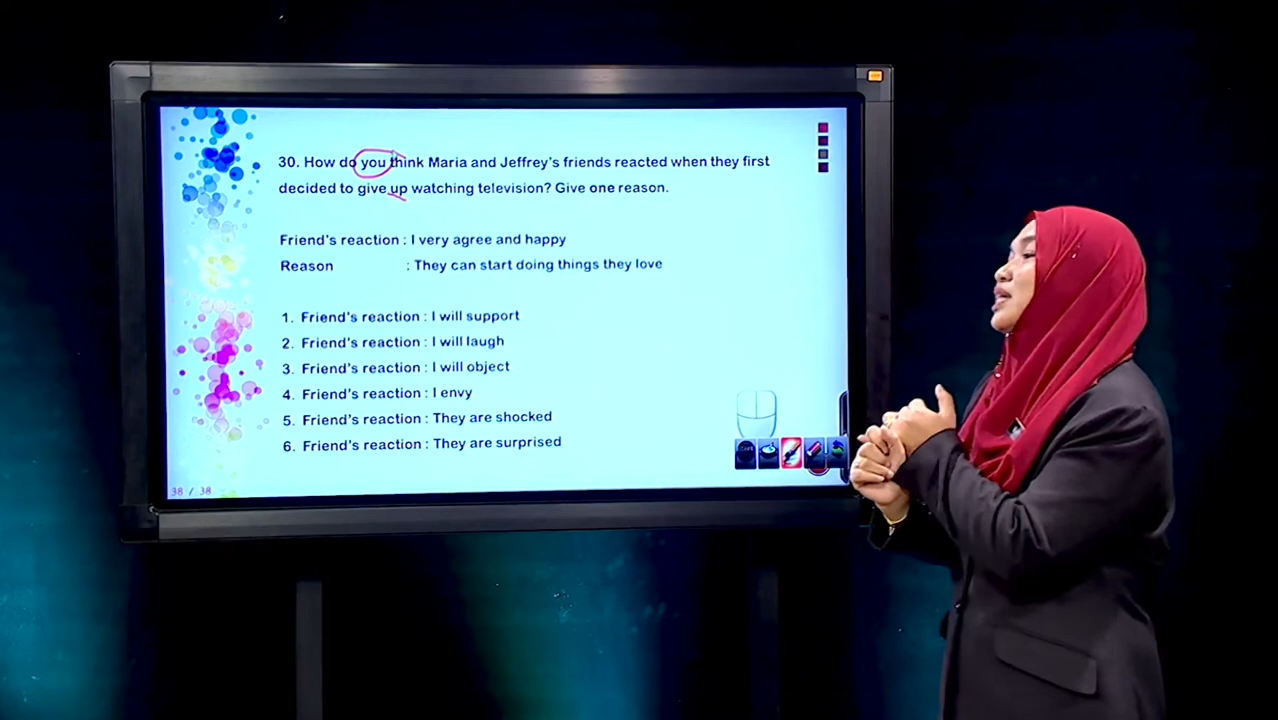 30. How do you think Maria and Jeffrey's friends reacted when they first
decided to give up watching television? Give one reason.
Friend's reaction : I very agree and happy
Reason : They can start doing things they love
1. Friend's reaction : I will support
2. Friend's reaction : I will laugh
3. Friend's reaction : I will object
4. Friend's reaction : I envy
5. Friend's reaction : They are shocked
6. Friend's reaction : They are surprised
38 / 38